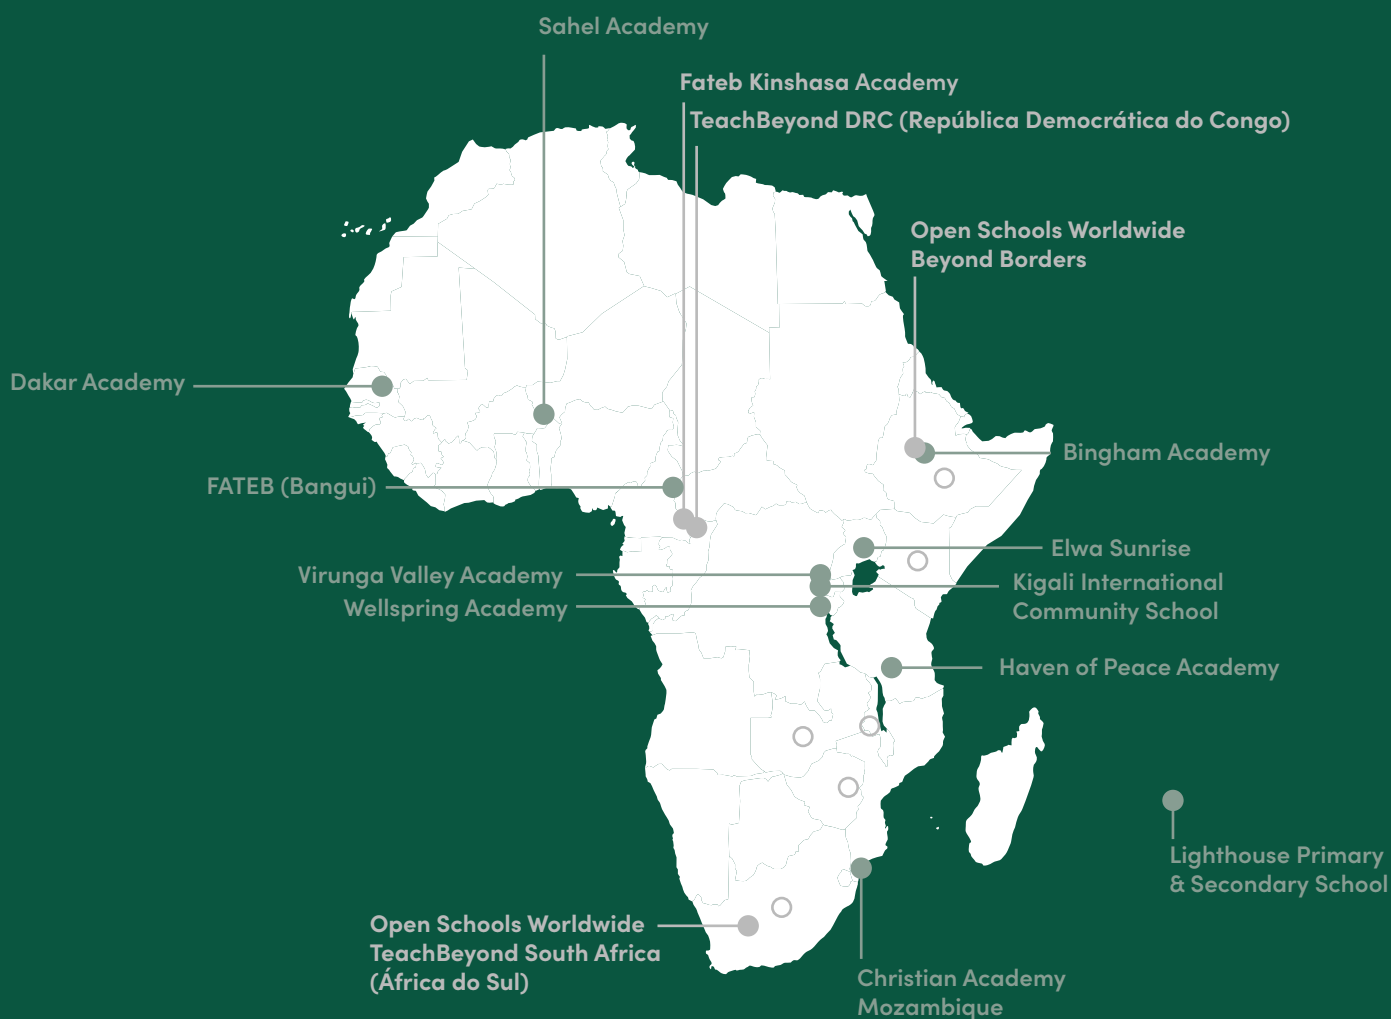 Sahel Academy
Fateb Kinshasa Academy
TeachBeyond DRC (República Democrática do Congo)
Open Schools Worldwide
Beyond Borders
Dakar Academy
Bingham Academy
FATEB (Bangui)
Elwa Sunrise
Virunga Valley Academy
Kigali International
Community School
Wellspring Academy
Haven of Peace Academy
Lighthouse Primary
& Secondary School
Open Schools Worldwide
TeachBeyond South Africa
(África do Sul)
Christian Academy
Mozambique